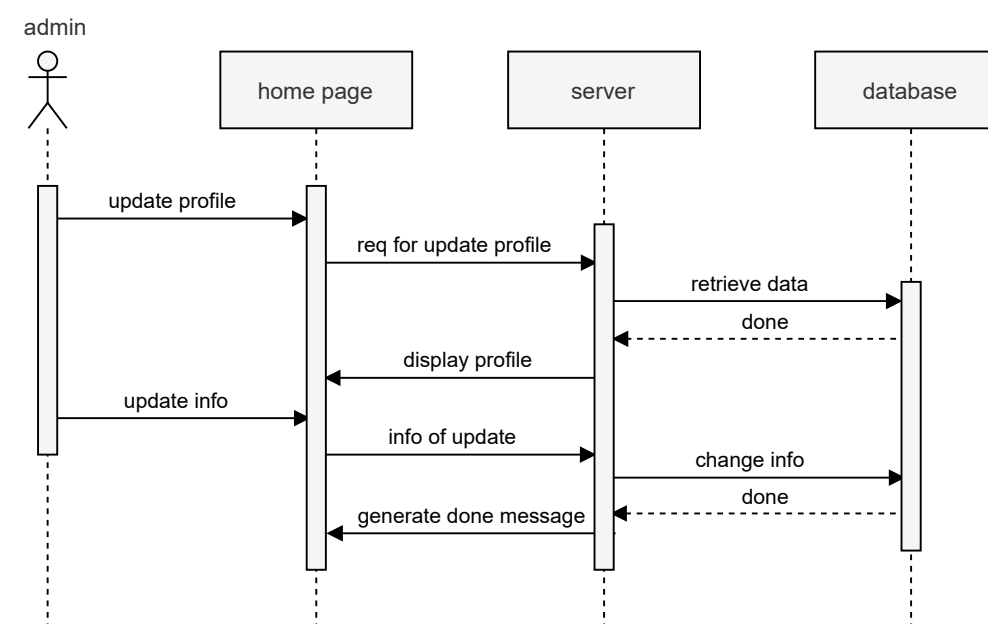 admin
home page
server
database
update profile
req for update profile
retrieve data
done
display profile
update info
info of update
change info
done
generate done message